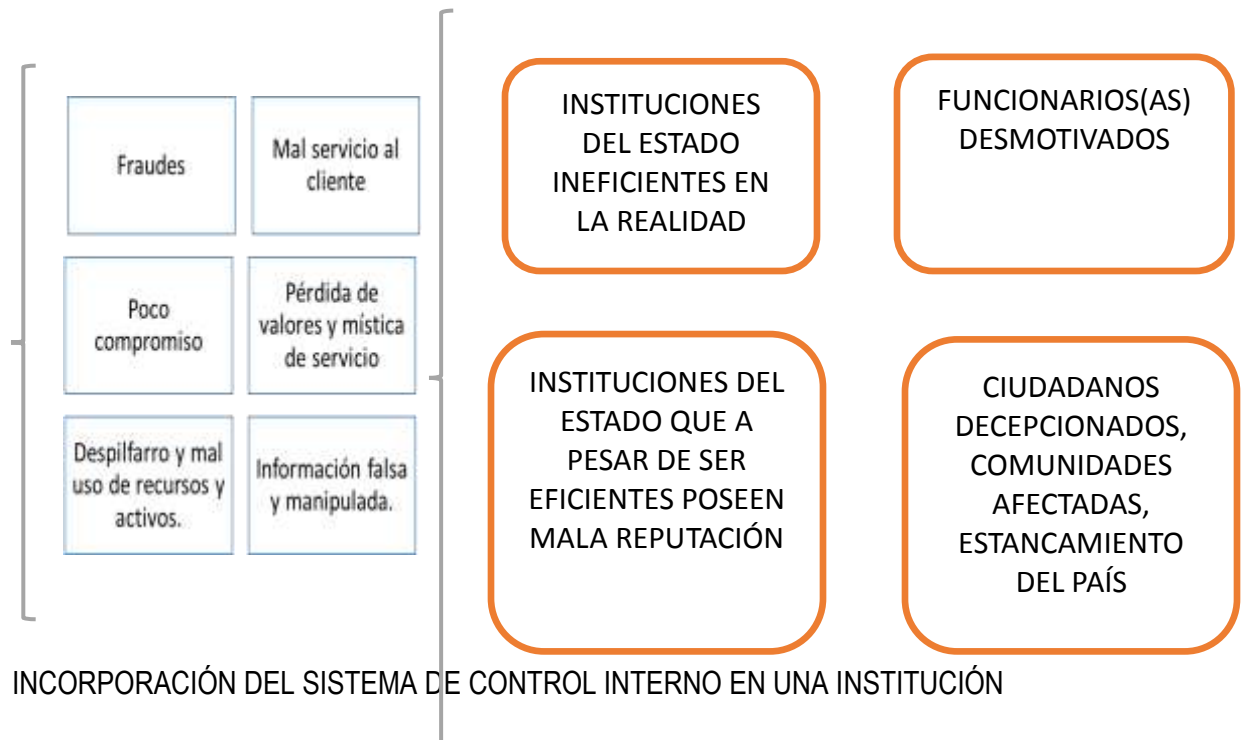 Fraudes
Mal servicio al
cliente
Poco
compromiso
Pérdida de
valores y mística
de servicio
Despilfarro y mal
uso de recursos y
activos.
Información falsa
y manipulada.
INSTITUCIONES
DEL ESTADO
INEFICIENTES EN
LA REALIDAD
FUNCIONARIOS(AS)
DESMOTIVADOS
INSTITUCIONES DEL
ESTADO QUE A
PESAR DE SER
EFICIENTES POSEEN
MALA REPUTACIÓN
CIUDADANOS
DECEPCIONADOS,
COMUNIDADES
AFECTADAS,
ESTANCAMIENTO
DEL PAÍS
INCORPORACIÓN DEL SISTEMA DE CONTROL INTERNO EN UNA INSTITUCIÓN